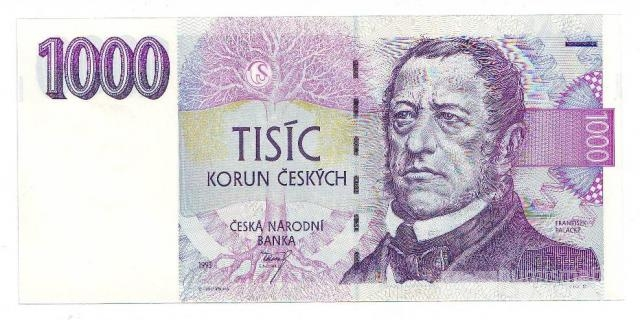 1000
TISÍC
KORUN ČESKÝCH
ČESKÁ NÁRODNÍ
BANKA
1993
FRANTIŠEK
PALACKÝ
1000